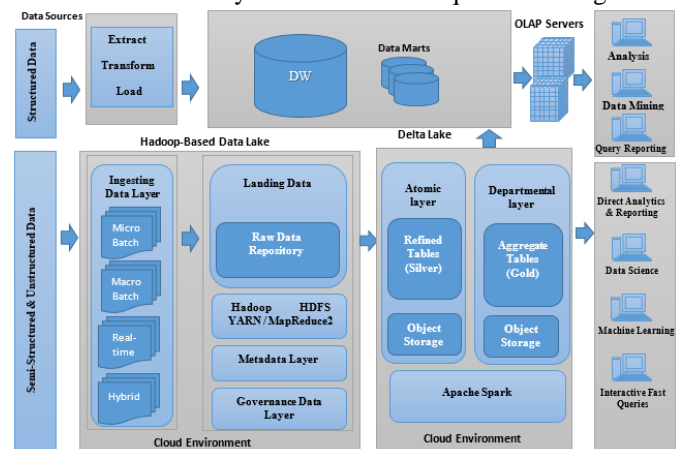 Data Sources
Structured Data
Extract
Transform
Load
DW
Data Marts
OLAP Servers
Analysis
Data Mining
Query Reporting
Hadoop-Based Data Lake
Delta Lake
Semi-Structured & Unstructured Data
Ingesting
Data Layer
Micro
Batch
Macro
Batch
Real-
time
Hybrid
Landing Data
Raw Data
Repository
Hadoop HDFS
YARN/MapReduce2
Metadata Layer
Governance Data
Layer
Cloud Environment
Atomic
layer
Refined
Tables
(Silver)
Object
Storage
Departmental
layer
Aggregate
Tables
(Gold)
Object
Storage
Apache Spark
Cloud Environment
Direct Analytics
& Reporting
Data Science
Machine Learning
Interactive Fast
Queries